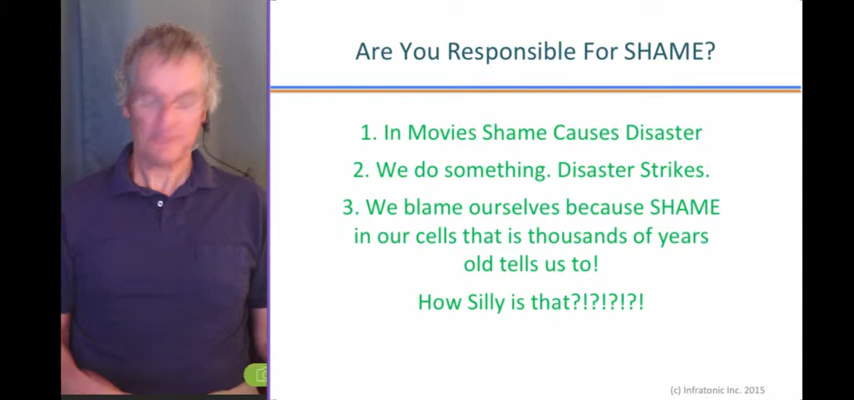 Are You Responsible For SHAME?
1. In Movies Shame Causes Disaster
2. We do something. Disaster Strikes.
3. We blame ourselves because SHAME
in our cells that is thousands of years
old tells us to!
How Silly is that?!?!?!?!
(c) Infratonic Inc. 2015